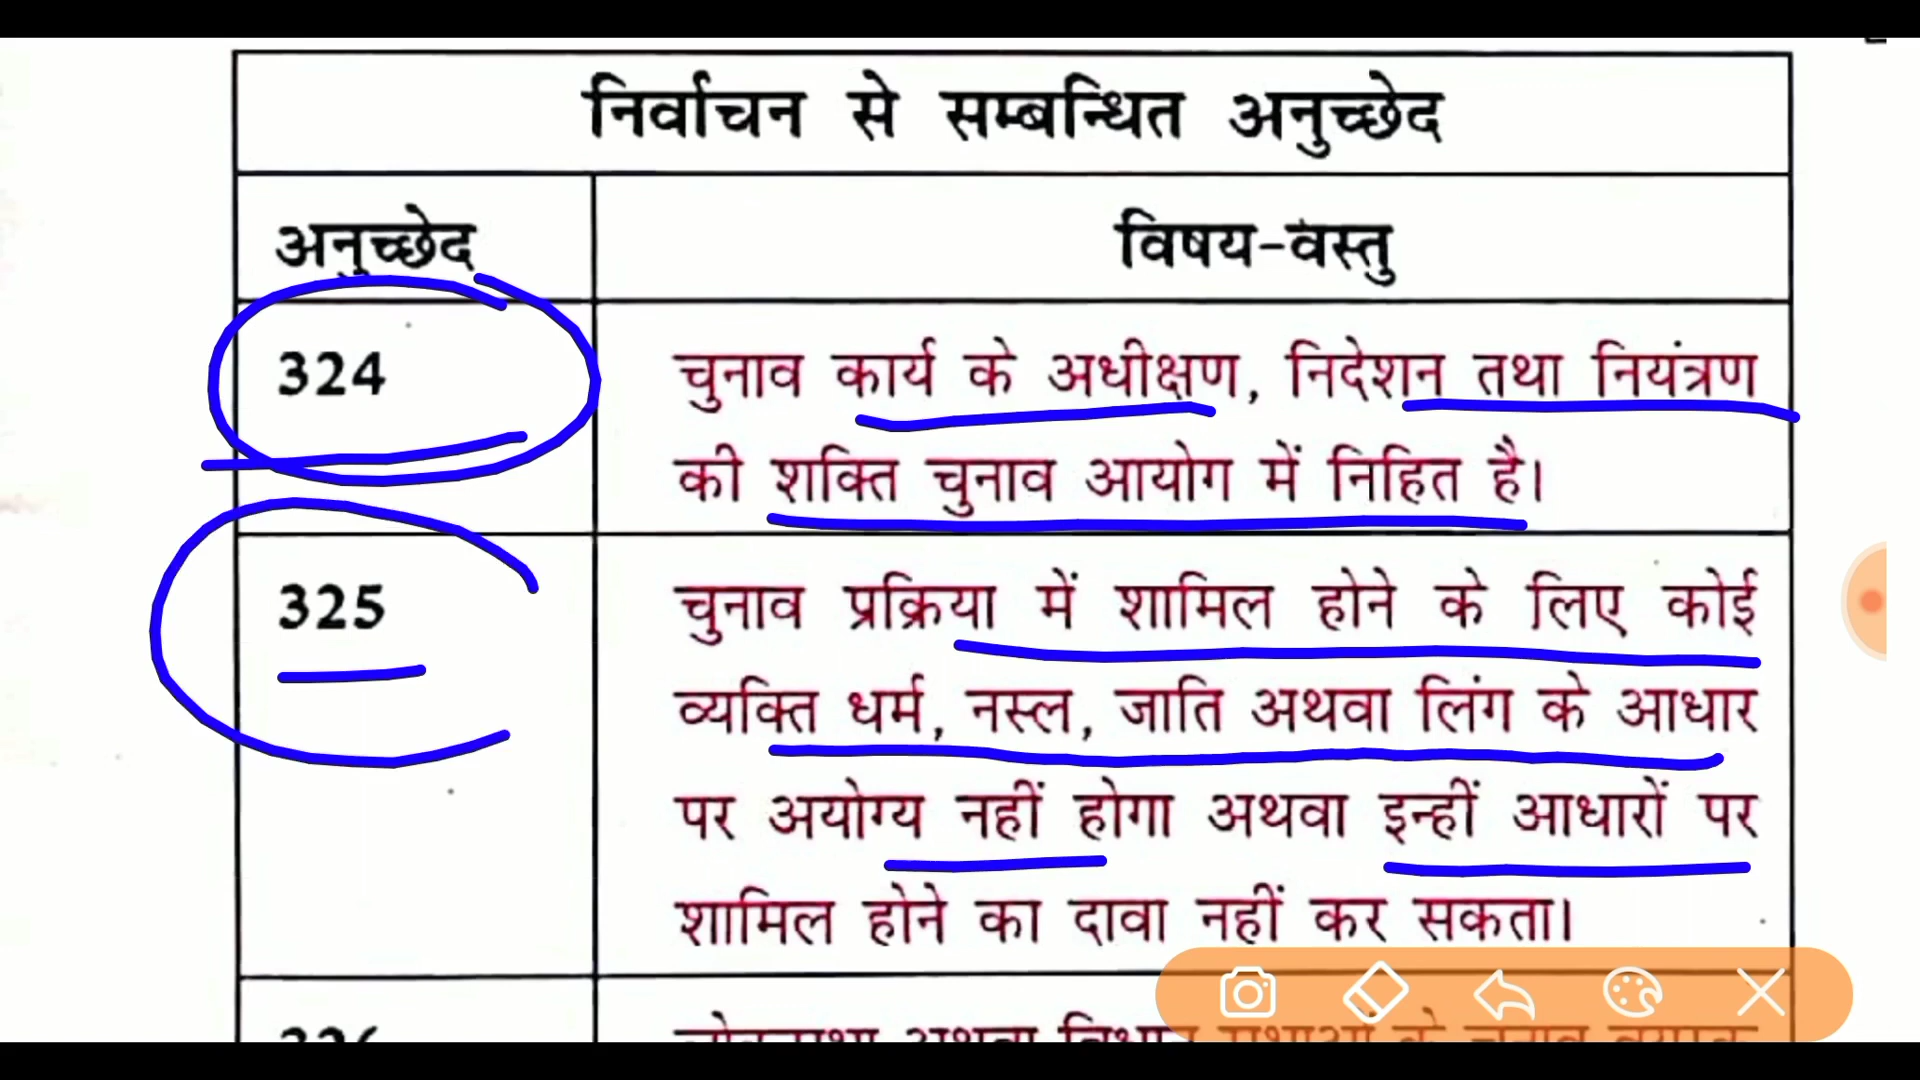 निर्वाचन से सम्बन्धित अनुच्छेद
अनुच्छेद विषय-वस्तु
324 चुनाव कार्य के अधीक्षण, निदेशन तथा नियंत्रण
की शक्ति चुनाव आयोग में निहित है।
325 चुनाव प्रक्रिया में शामिल होने के लिए कोई
व्यक्ति धर्म, नस्ल, जाति अथवा लिंग के आधार
पर अयोग्य नहीं होगा अथवा इन्हीं आधारों पर
शामिल होने का दावा नहीं कर सकता।